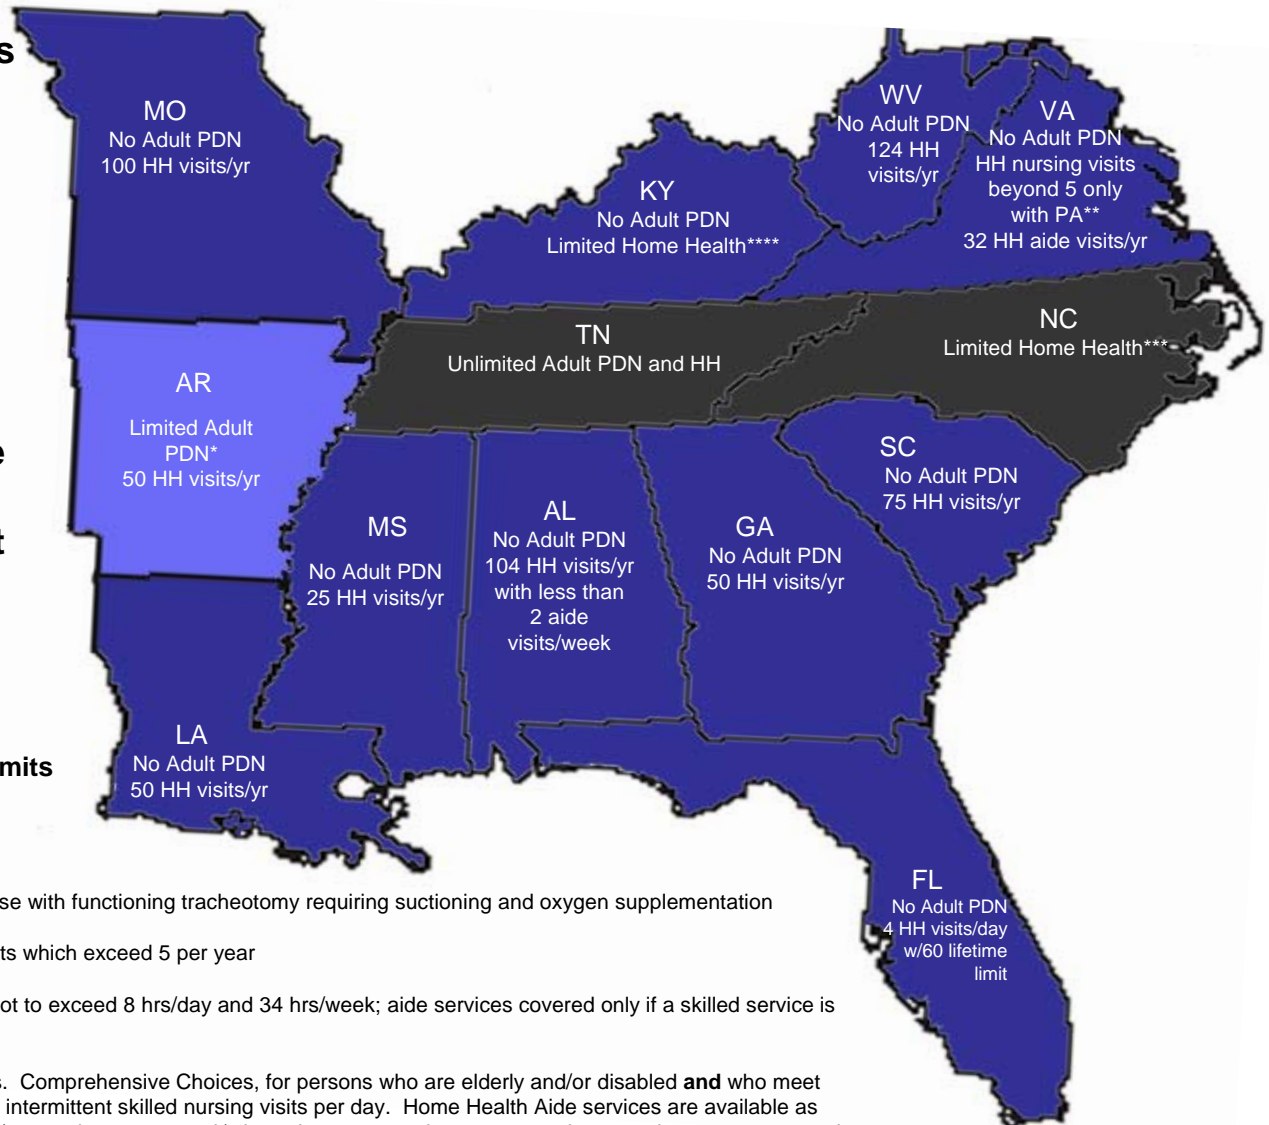 s
MO
No Adult PDN
100 HH visits/yr
WV
No Adult PDN
124 HH
visits/yr
VA
No Adult PDN
HH nursing visits
beyond 5 only
with PA**
32 HH aide visits/yr
KY
No Adult PDN
Limited Home Health****
TN
Unlimited Adult PDN and HH
NC
Limited Home Health***
AR
Limited Adult
PDN*
50 HH visits/yr
e
t
SC
No Adult PDN
75 HH visits/yr
MS
No Adult PDN
25 HH visits/yr
AL
No Adult PDN
104 HH visits/yr
with less than
2 aide
visits/week
GA
No Adult PDN
50 HH visits/yr
LA
No Adult PDN
50 HH visits/yr
mits
FL
No Adult PDN
4 HH visits/day
w/60 lifetime
limit
se with functioning tracheotomy requiring suctioning and oxygen supplementation
ts which exceed 5 per year
ot to exceed 8 hrs/day and 34 hrs/week; aide services covered only if a skilled service is
s. Comprehensive Choices, for persons who are elderly and/or disabled and who meet
intermittent skilled nursing visits per day. Home Health Aide services are available as